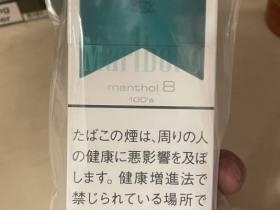 Marlboro
menthol 8
100's
たばこの煙は、周りの人
の健康に悪影響を及ぼ
します。健康増進法で
禁じられている場所で